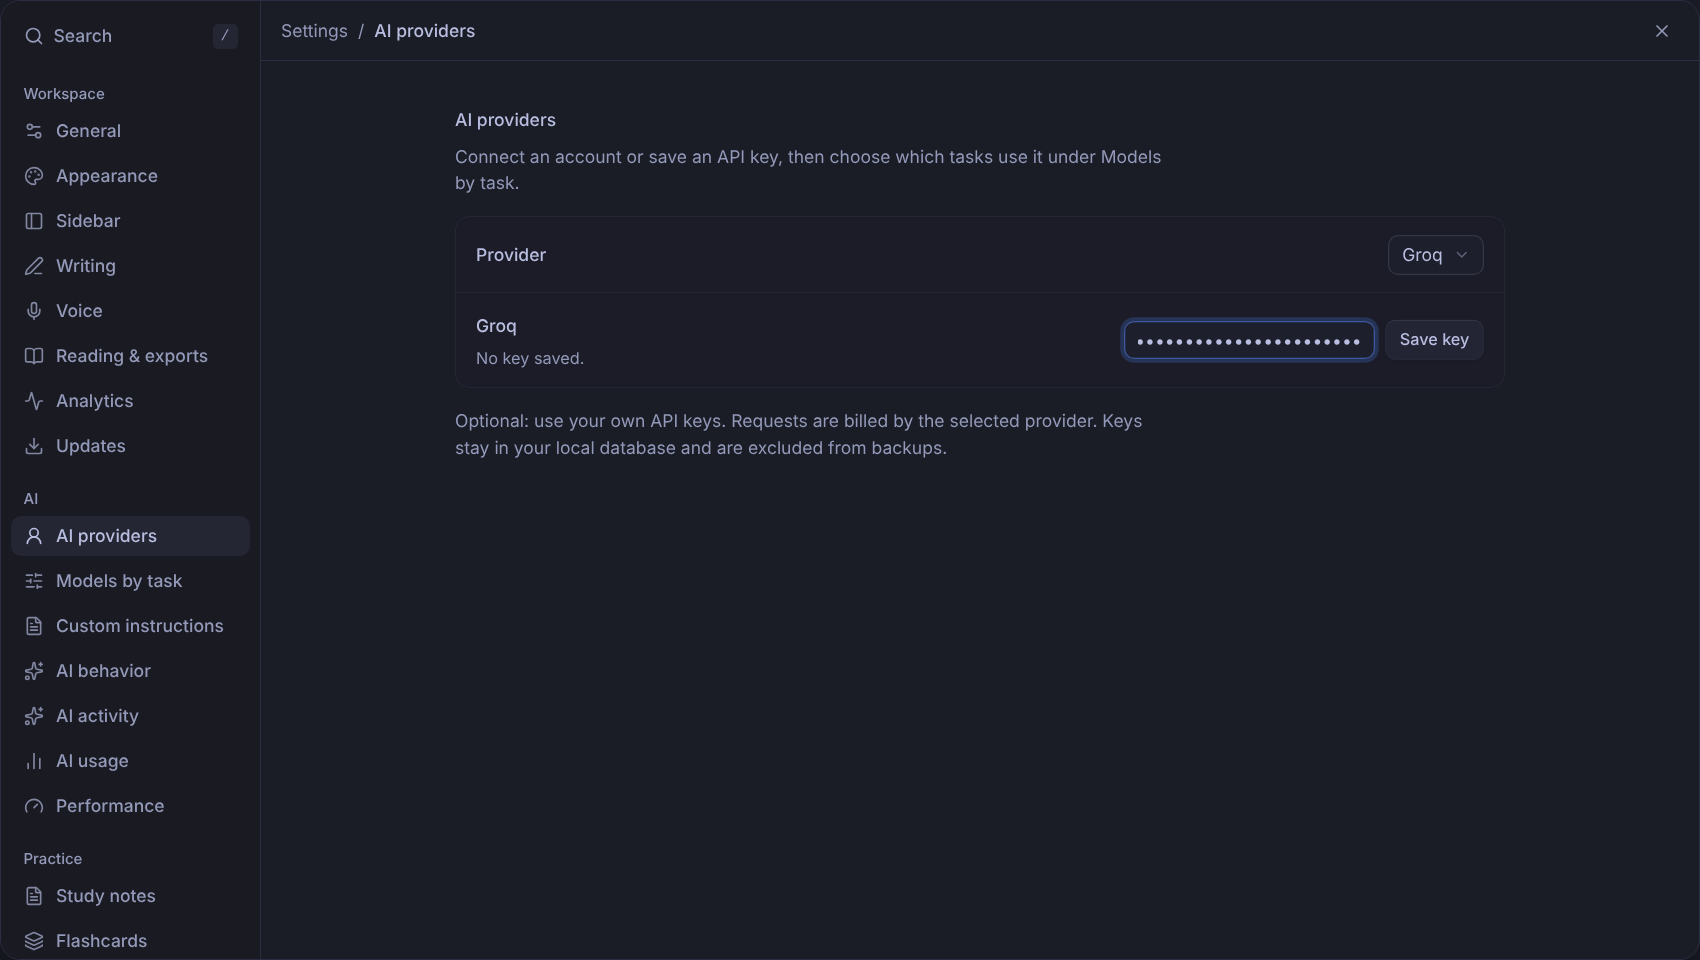 Search
/
Workspace
General
Appearance
Sidebar
Writing
Voice
Reading & exports
Analytics
Updates
AI
AI providers
Models by task
Custom instructions
AI behavior
AI activity
AI usage
Performance
Practice
Study notes
Flashcards
Settings / AI providers
AI providers
Connect an account or save an API key, then choose which tasks use it under Models
by task.
Provider
Groq
Groq
No key saved.
•••••••••••••••••••••••
Save key
Optional: use your own API keys. Requests are billed by the selected provider. Keys
stay in your local database and are excluded from backups.